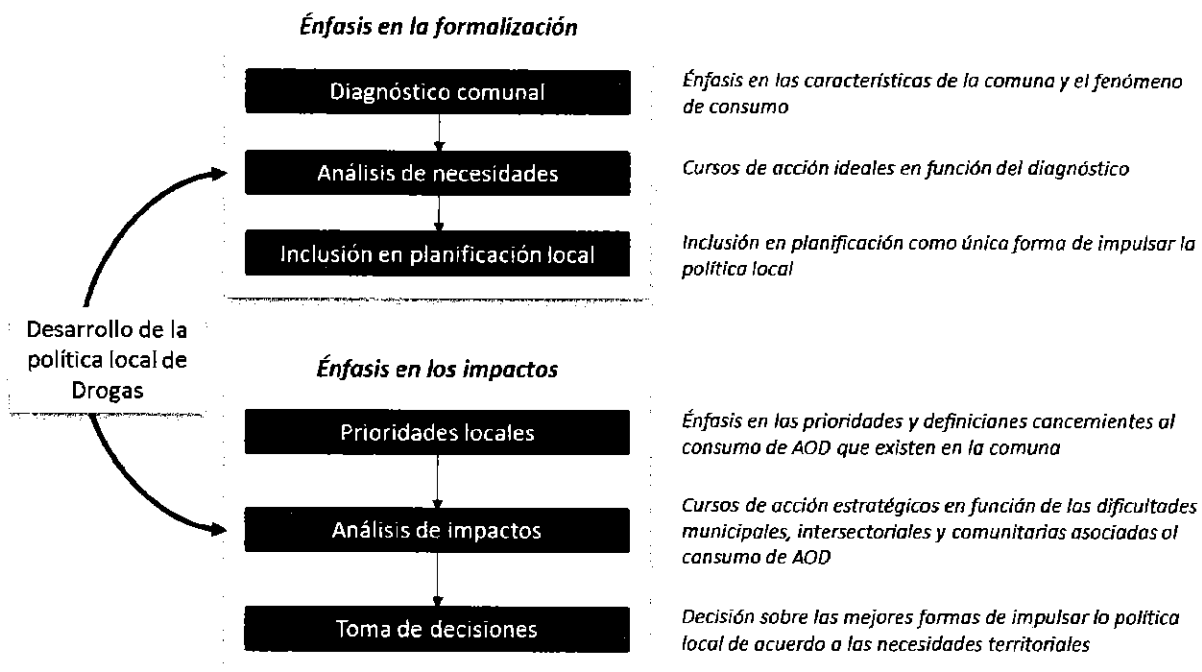 Énfasis en la formalización
Diagnóstico comunal
Énfasis en las características de la comuna y el fenómeno
de consumo
Análisis de necesidades
Cursos de acción ideales en función del diagnóstico
Inclusión en planificación local
Inclusión en planificación como única forma de impulsar la
política local
Desarrollo de la
política local de
Drogas
Énfasis en los impactos
Prioridades locales
Énfasis en las prioridades y definiciones cancemientes al
consumo de AOD que existen en la comuna
Análisis de impactos
Cursos de acción estratégicos en función de las dificultades
municipales, intersectoriales y comunitarias asociadas al
cansumo de AOD
Toma de decisiones
Decisión sobre las mejores formas de impulsar lo política
local de acuerdo a las necesidades territoriales